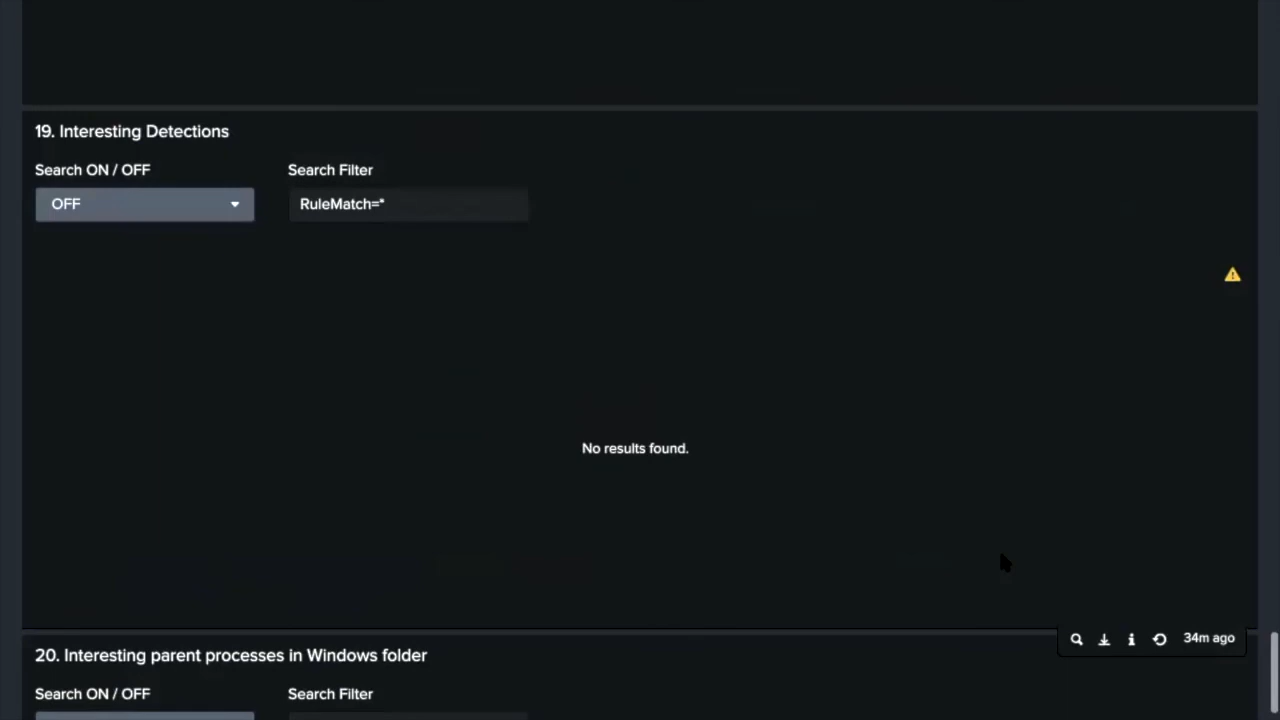 19. Interesting Detections
Search ON / OFF
Search Filter
OFF
RuleMatch=*
No results found.
34m ago
20. Interesting parent processes in Windows folder
Search ON / OFF
Search Filter